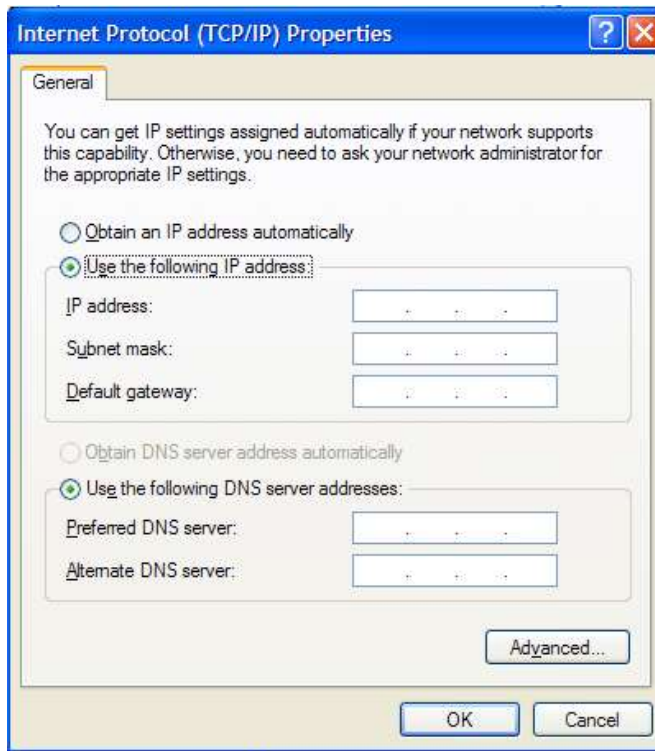 Internet Protocol (TCP/IP) Properties
General
You can get IP settings assigned automatically if your network supports
this capability. Otherwise, you need to ask your network administrator for
the appropriate IP settings.
Obtain an IP address automatically
Use the following IP address:
IP address:
Subnet mask:
Default gateway:
Obtain DNS server address automatically
Use the following DNS server addresses:
Preferred DNS server:
Alternate DNS server:
Advanced...
OK Cancel